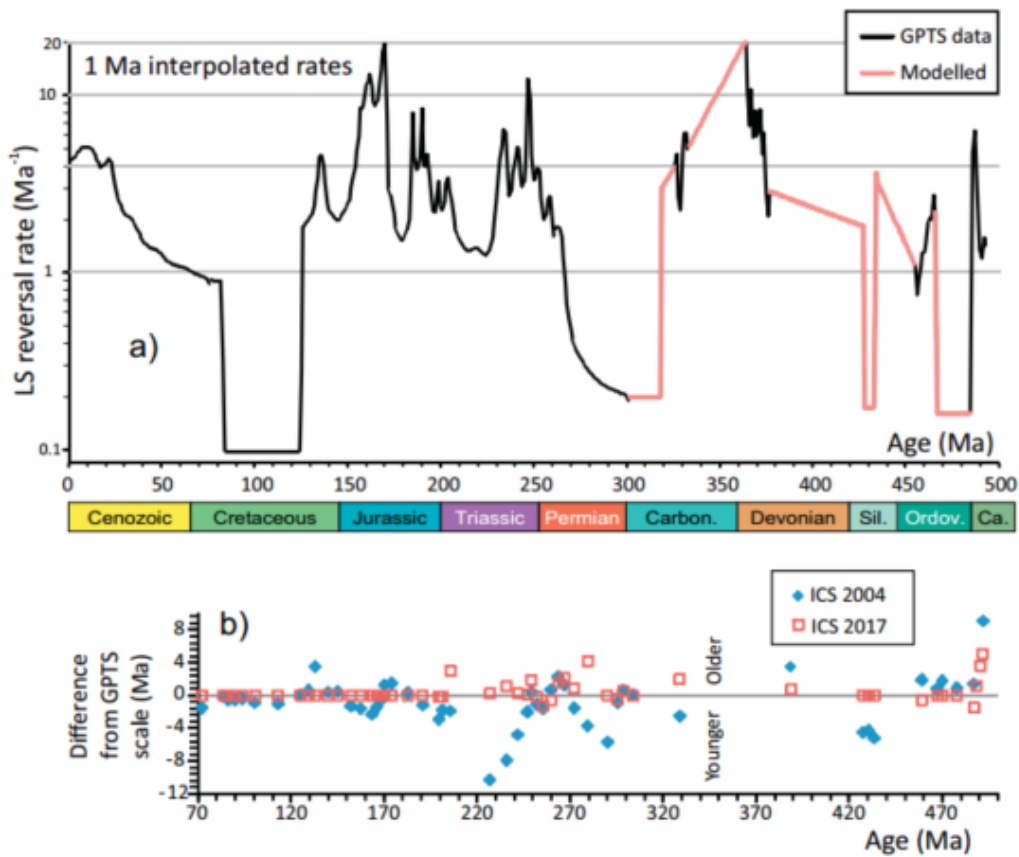 20
1 Ma interpolated rates
GPTS data
Modelled
10
LS reversal rate (Ma-1)
1
a)
0.1
Age (Ma)
0 50 100 150 200 250 300 350 400 450 500
Cenozoic Cretaceous Jurassic Triassic Permian Carbon. Devonian Sil. Ordov. Ca.
b)
ICS 2004
ICS 2017
Difference
from GPTS
scale (Ma)
8
4
0
-4
-8
-12
Older
Younger
70 120 170 220 270 320 370 420 470
Age (Ma)